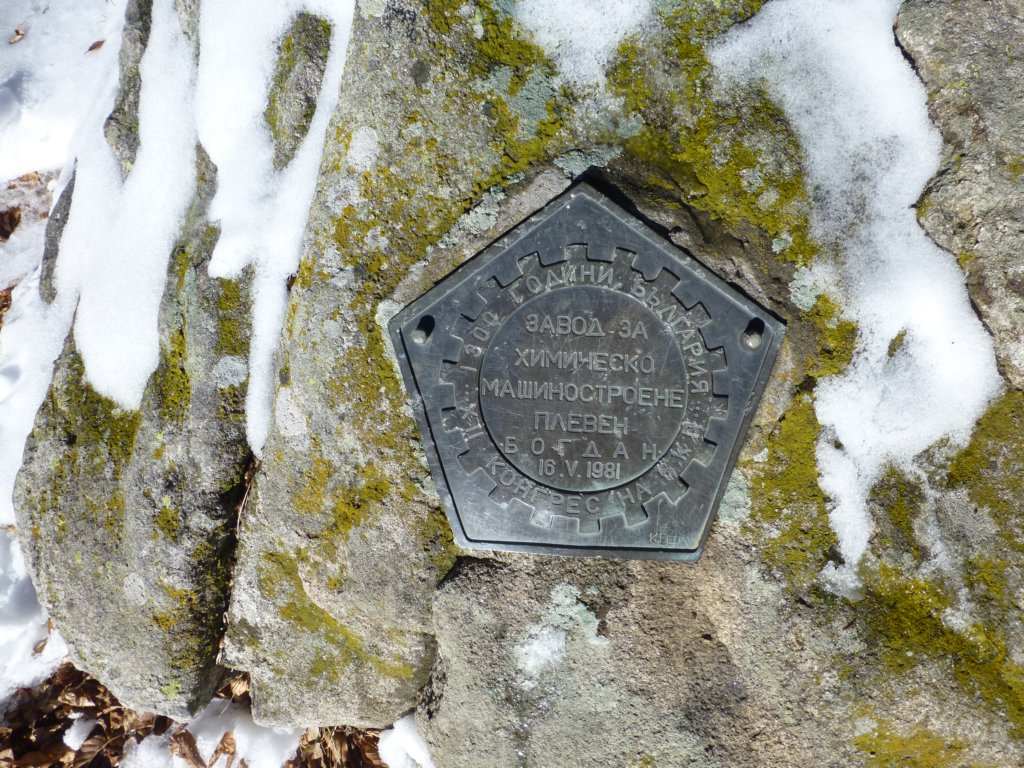 1300 ГОДИНИ БЪЛГАРИЯ
ЗАВОД ЗА
ХИМИЧЕСКО
МАШИНОСТРОЕНЕ
ПЛЕВЕН
БОГДАН
16.V.1981
КОНГРЕС НА